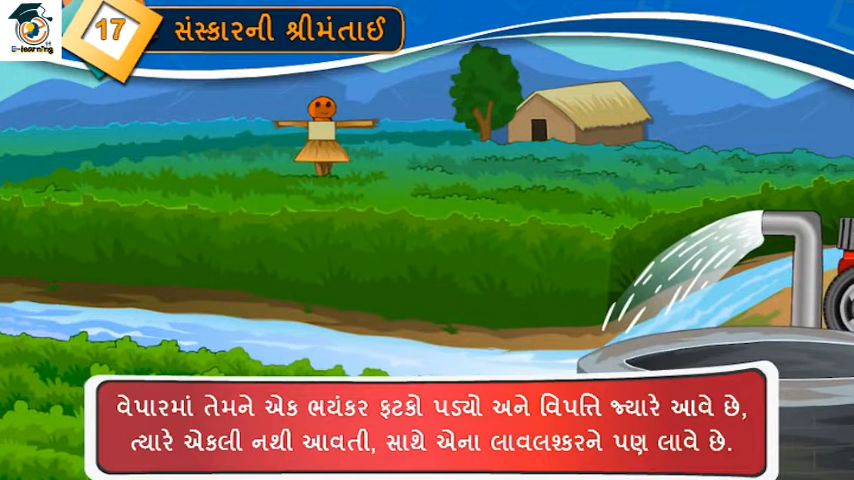 17
સંસ્કારની શ્રીમંતાઈ
E-learning
વેપારમાં તેમને એક ભયંકર ફટકો પડ્યો અને વિપત્તિ જ્યારે આવે છે,
ત્યારે એકલી નથી આવતી, સાથે એના લાવલશ્કરને પણ લાવે છે.